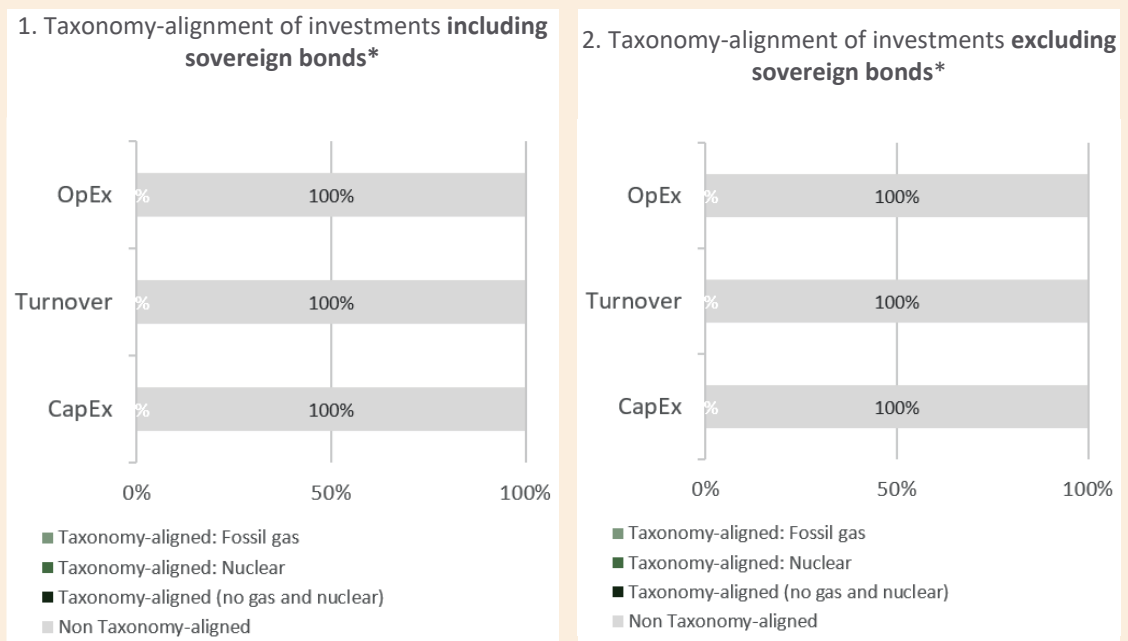 1. Taxonomy-alignment of investments including
sovereign bonds*
OpEx
%
100%
Turnover
%
100%
CapEx
%
100%
0%
50%
100%
Taxonomy-aligned: Fossil gas
Taxonomy-aligned: Nuclear
Taxonomy-aligned (no gas and nuclear)
Non Taxonomy-aligned
2. Taxonomy-alignment of investments excluding
sovereign bonds*
OpEx
%
100%
Turnover
%
100%
CapEx
%
100%
0%
50%
100%
Taxonomy-aligned: Fossil gas
Taxonomy-aligned: Nuclear
Taxonomy-aligned (no gas and nuclear)
Non Taxonomy-aligned